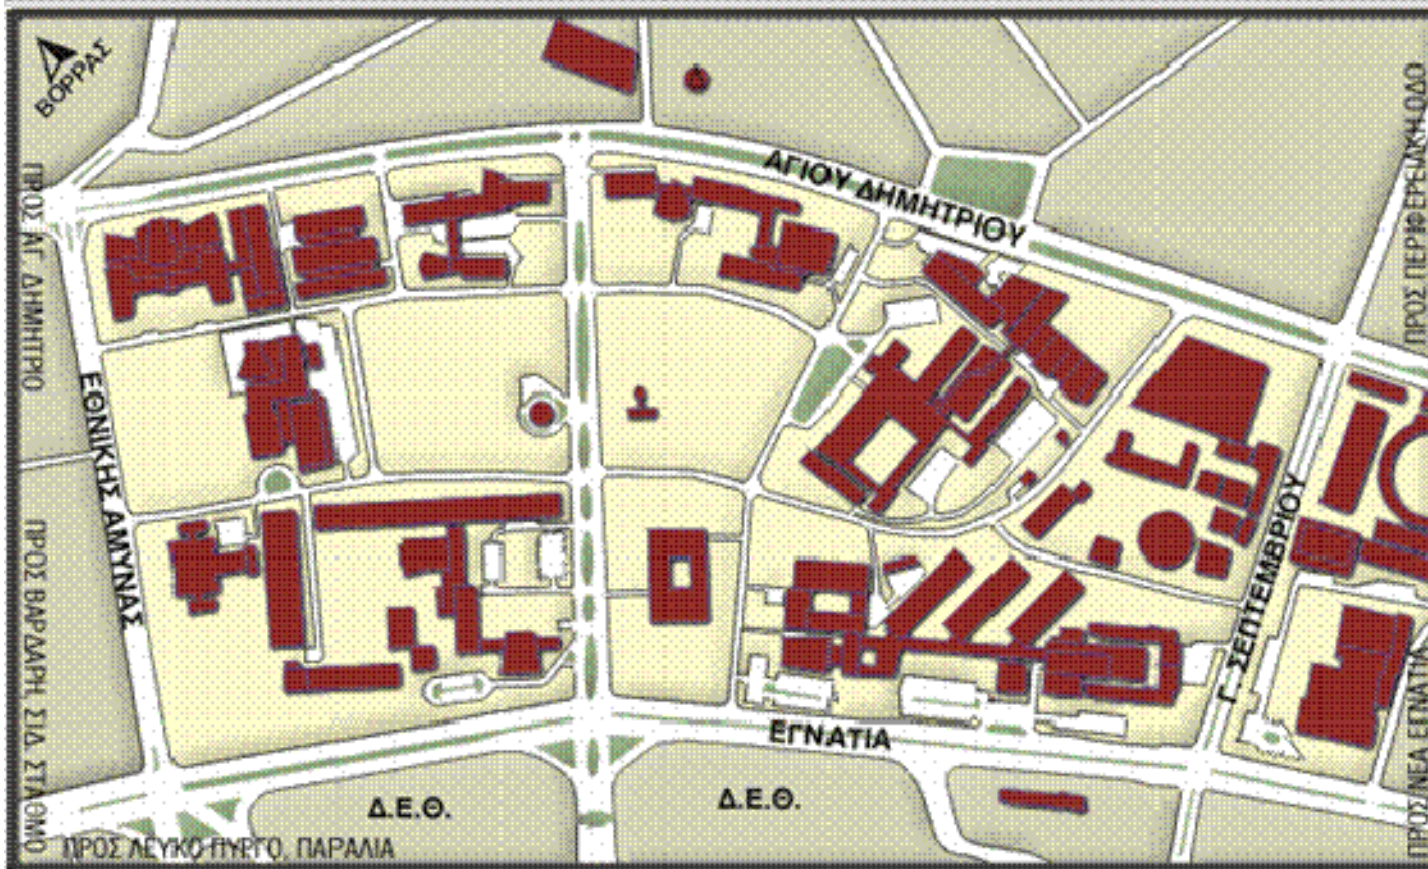 ΒΟΡΡΑΣ
ΑΓΙΟΥ ΔΗΜΗΤΡΙΟΥ
ΠΡΟΣ ΠΕΡΙΦΕΡΕΙΑΚΗ ΟΔΟ
ΠΡΟΣ ΑΓ. ΔΗΜΗΤΡΙΟ
ΕΘΝΙΚΗΣ ΑΜΥΝΑΣ
Γ. ΣΕΠΤΕΜΒΡΙΟΥ
ΠΡΟΣ ΒΑΡΔΑΡΗ, ΣΙΔ. ΣΤΑΘΜΟ
ΠΡΟΣ ΝΕΑ ΕΓΝΑΤΙΑ
ΕΓΝΑΤΙΑ
Δ.Ε.Θ.
Δ.Ε.Θ.
ΠΡΟΣ ΛΕΥΚΟ ΠΥΡΓΟ, ΠΑΡΑΛΙΑ